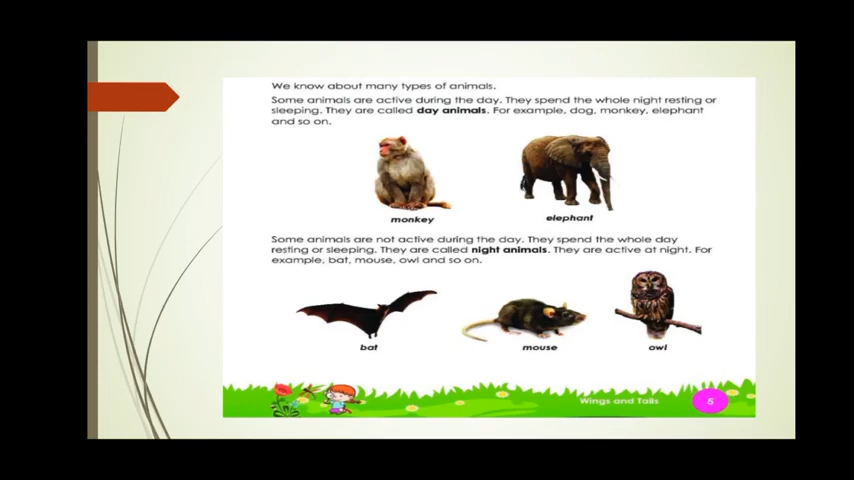 We know about many types of animals.
Some animals are active during the day. They spend the whole night resting or
sleeping. They are called day animals. For example, dog, monkey, elephant
and so on.
monkey
elephant
Some animals are not active during the day. They spend the whole day
resting or sleeping. They are called night animals. They are active at night. For
example, bat, mouse, owl and so on.
bat
mouse
owl
Wings and Tails
5